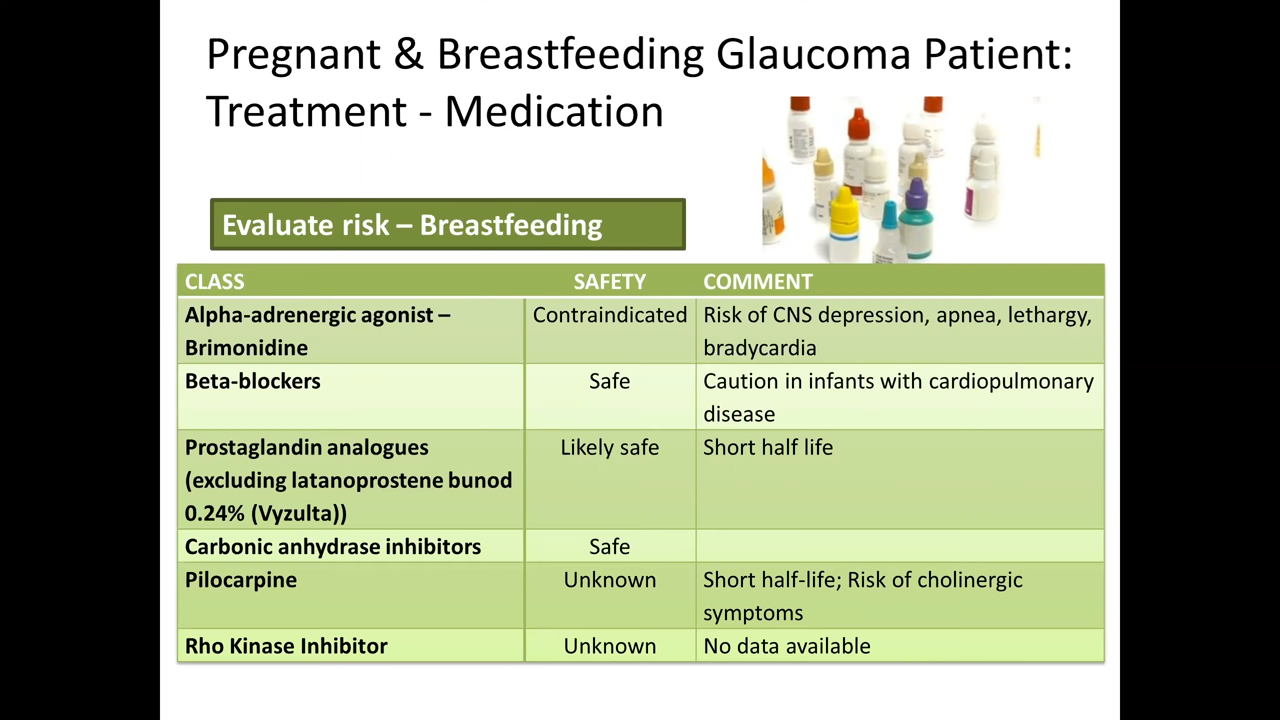 Pregnant & Breastfeeding Glaucoma Patient:
Treatment - Medication
Evaluate risk – Breastfeeding
CLASS SAFETY COMMENT
Alpha-adrenergic agonist – Contraindicated Risk of CNS depression, apnea, lethargy,
Brimonidine bradycardia
Beta-blockers Safe Caution in infants with cardiopulmonary
disease
Prostaglandin analogues Likely safe Short half life
(excluding latanoprostene bunod
0.24% (Vyzulta))
Carbonic anhydrase inhibitors Safe
Pilocarpine Unknown Short half-life; Risk of cholinergic
symptoms
Rho Kinase Inhibitor Unknown No data available